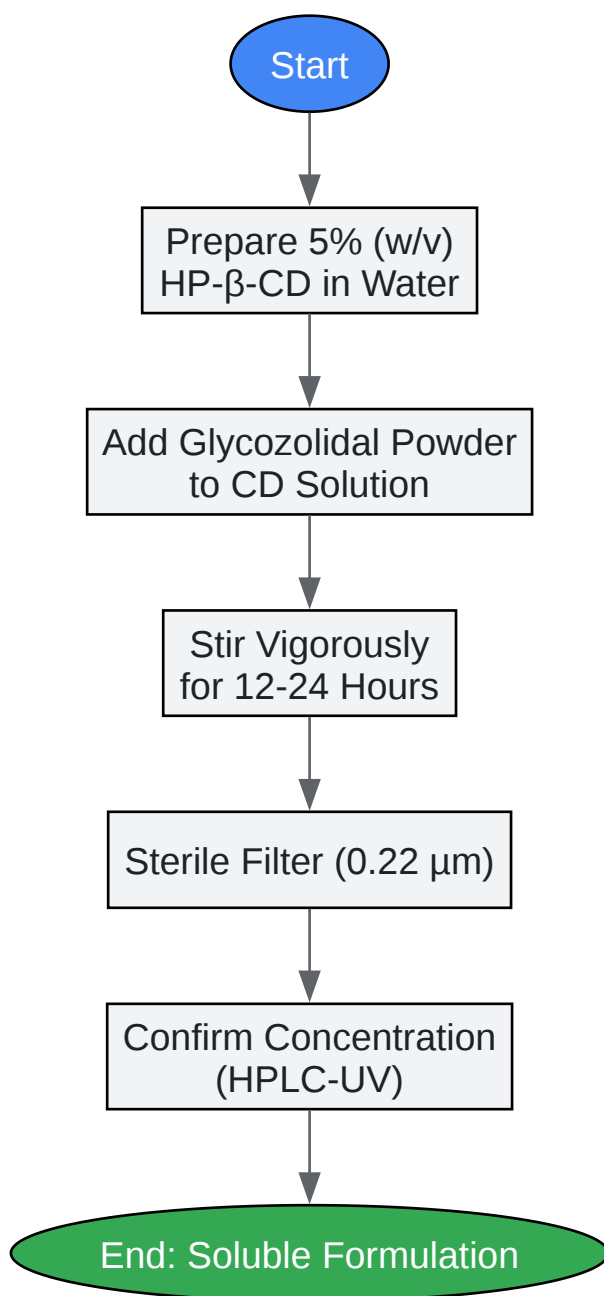 Start
Prepare 5% (w/v)
HP-β-CD in Water
Add Glycozolidal Powder
to CD Solution
Stir Vigorously
for 12-24 Hours
Sterile Filter (0.22 µm)
Confirm Concentration
(HPLC-UV)
End: Soluble Formulation